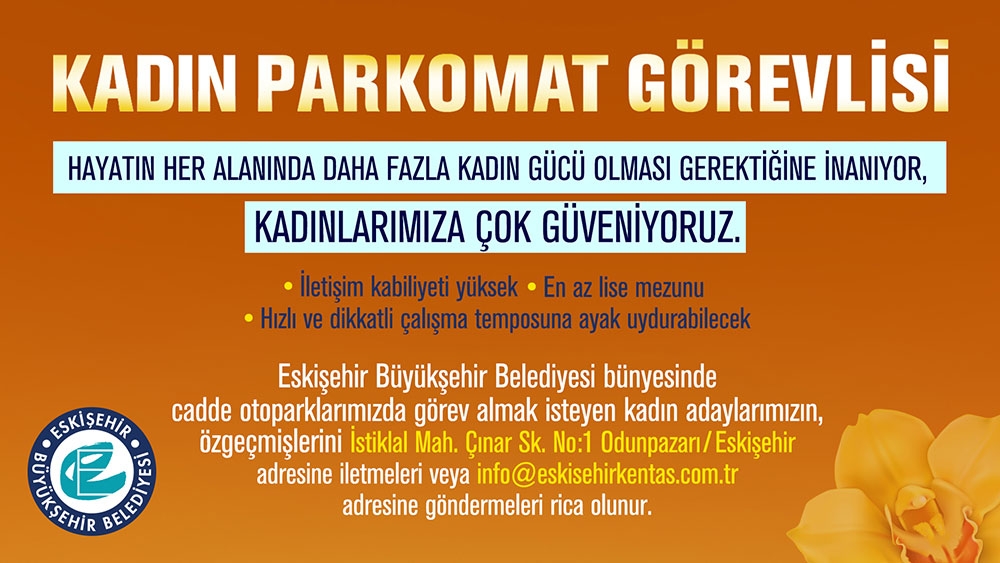 KADIN PARKOMAT GÖREVLİSİ
HAYATIN HER ALANINDA DAHA FAZLA KADIN GÜCÜ OLMASI GEREKTİĞİNE İNANIYOR,
KADINLARIMIZA ÇOK GÜVENİYORUZ.
• İletişim kabiliyeti yüksek • En az lise mezunu
• Hızlı ve dikkatli çalışma temposuna ayak uydurabilecek
Eskişehir Büyükşehir Belediyesi bünyesinde
cadde otoparklarımızda görev almak isteyen kadın adaylarımızın,
özgeçmişlerini İstiklal Mah. Çınar Sk. No:1 Odunpazarı/Eskişehir
adresine iletmeleri veya info@eskisehirkentas.com.tr
adresine göndermeleri rica olunur.
• ESKİŞEHİR •
BÜYÜKŞEHİR BELEDİYESİ